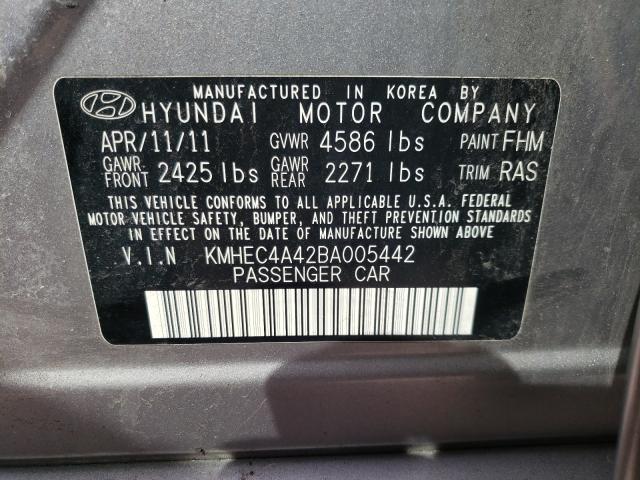 MANUFACTURED IN KOREA BY
HYUNDAI MOTOR COMPANY
APR/11/11 GVWR 4586 lbs PAINT FHM
GAWR FRONT 2425 lbs GAWR REAR 2271 lbs TRIM RAS
THIS VEHICLE CONFORMS TO ALL APPLICABLE U.S.A. FEDERAL
MOTOR VEHICLE SAFETY, BUMPER, AND THEFT PREVENTION
STANDARDS IN EFFECT ON THE DATE OF MANUFACTURE SHOWN ABOVE
V.I.N KMHEC4A42BA005442
PASSENGER CAR